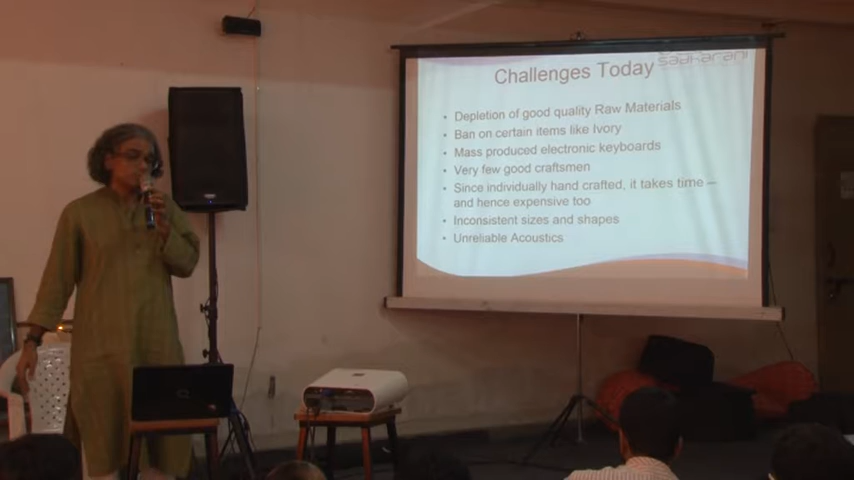 saakarani
Challenges Today
• Depletion of good quality Raw Materials
• Ban on certain items like Ivory
• Mass produced electronic keyboards
• Very few good craftsmen
• Since individually hand crafted, it takes time –
and hence expensive too
• Inconsistent sizes and shapes
• Unreliable Acoustics